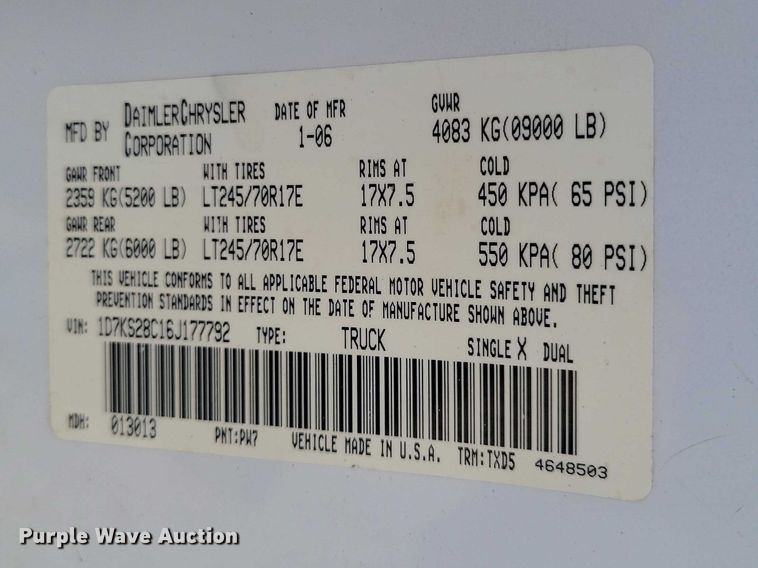 MFD BY DAIMLERCHRYSLER CORPORATION DATE OF MFR 1-06 GVWR 4083 KG(09000 LB)
GAWR FRONT WITH TIRES RIMS AT COLD
2359 KG(5200 LB) LT245/70R17E 17X7.5 450 KPA( 65 PSI)
GAWR REAR WITH TIRES RIMS AT COLD
2722 KG(6000 LB) LT245/70R17E 17X7.5 550 KPA( 80 PSI)
THIS VEHICLE CONFORMS TO ALL APPLICABLE FEDERAL MOTOR VEHICLE SAFETY AND THEFT
PREVENTION STANDARDS IN EFFECT ON THE DATE OF MANUFACTURE SHOWN ABOVE.
VIN: 1D7KS28C16J177792 TYPE: TRUCK SINGLE X DUAL
MDH: 013013 PNT:PW7 VEHICLE MADE IN U.S.A. TRM:TXD5 4648503
Purple Wave Auction